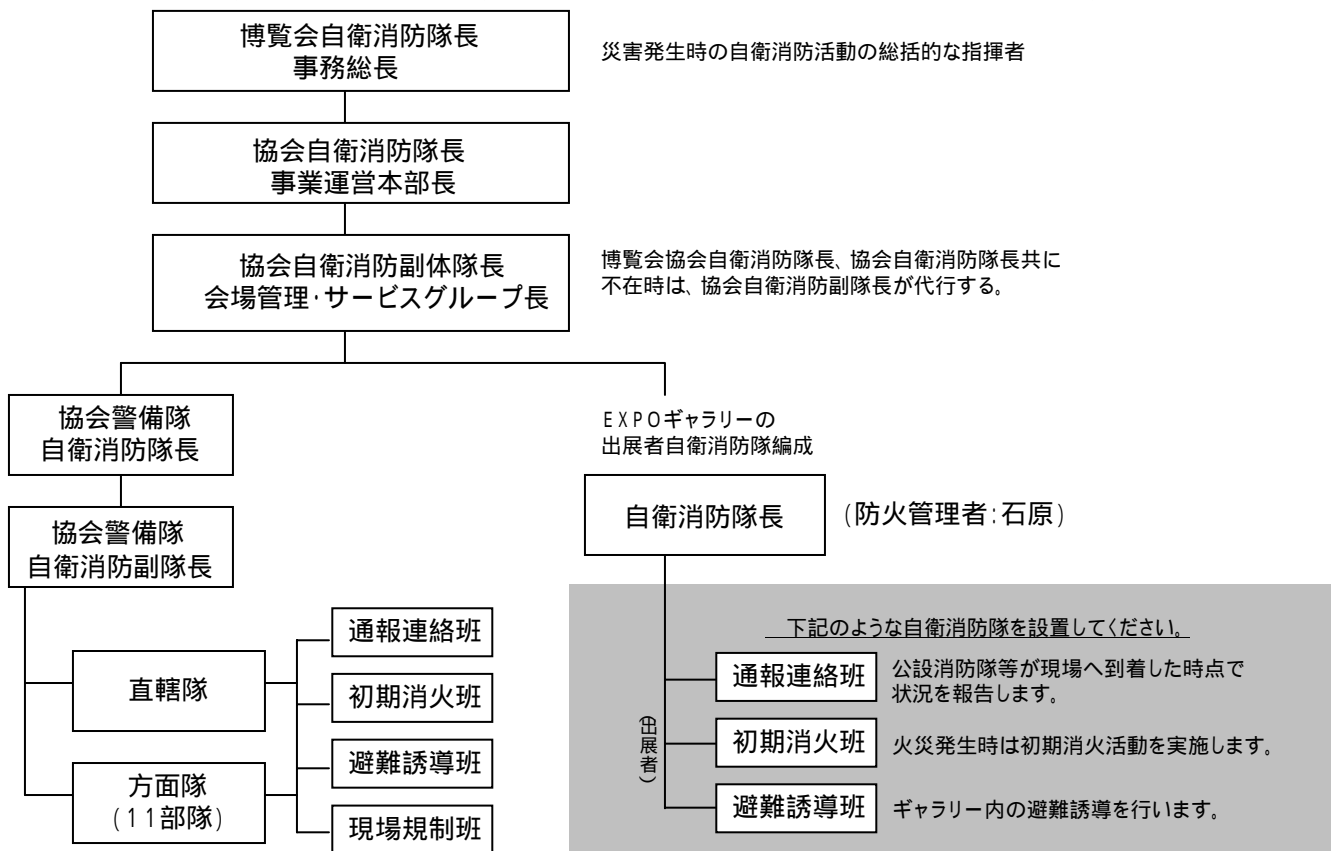 博覧会自衛消防隊長
事務総長
災害発生時の自衛消防活動の総括的な指揮者
協会自衛消防隊長
事業運営本部長
協会自衛消防副体隊長
会場管理・サービスグループ長
博覧会協会自衛消防隊長、協会自衛消防隊長共に
不在時は、協会自衛消防副隊長が代行する。
協会警備隊
自衛消防隊長
協会警備隊
自衛消防副隊長
直轄隊
方面隊
(11部隊)
通報連絡班
初期消火班
避難誘導班
現場規制班
EXPOギャラリーの
出展者自衛消防隊編成
自衛消防隊長
(防火管理者:石原)
下記のような自衛消防隊を設置してください。
(出展者)
通報連絡班
公設消防隊等が現場へ到着した時点で
状況を報告します。
初期消火班
火災発生時は初期消火活動を実施します。
避難誘導班
ギャラリー内の避難誘導を行います。